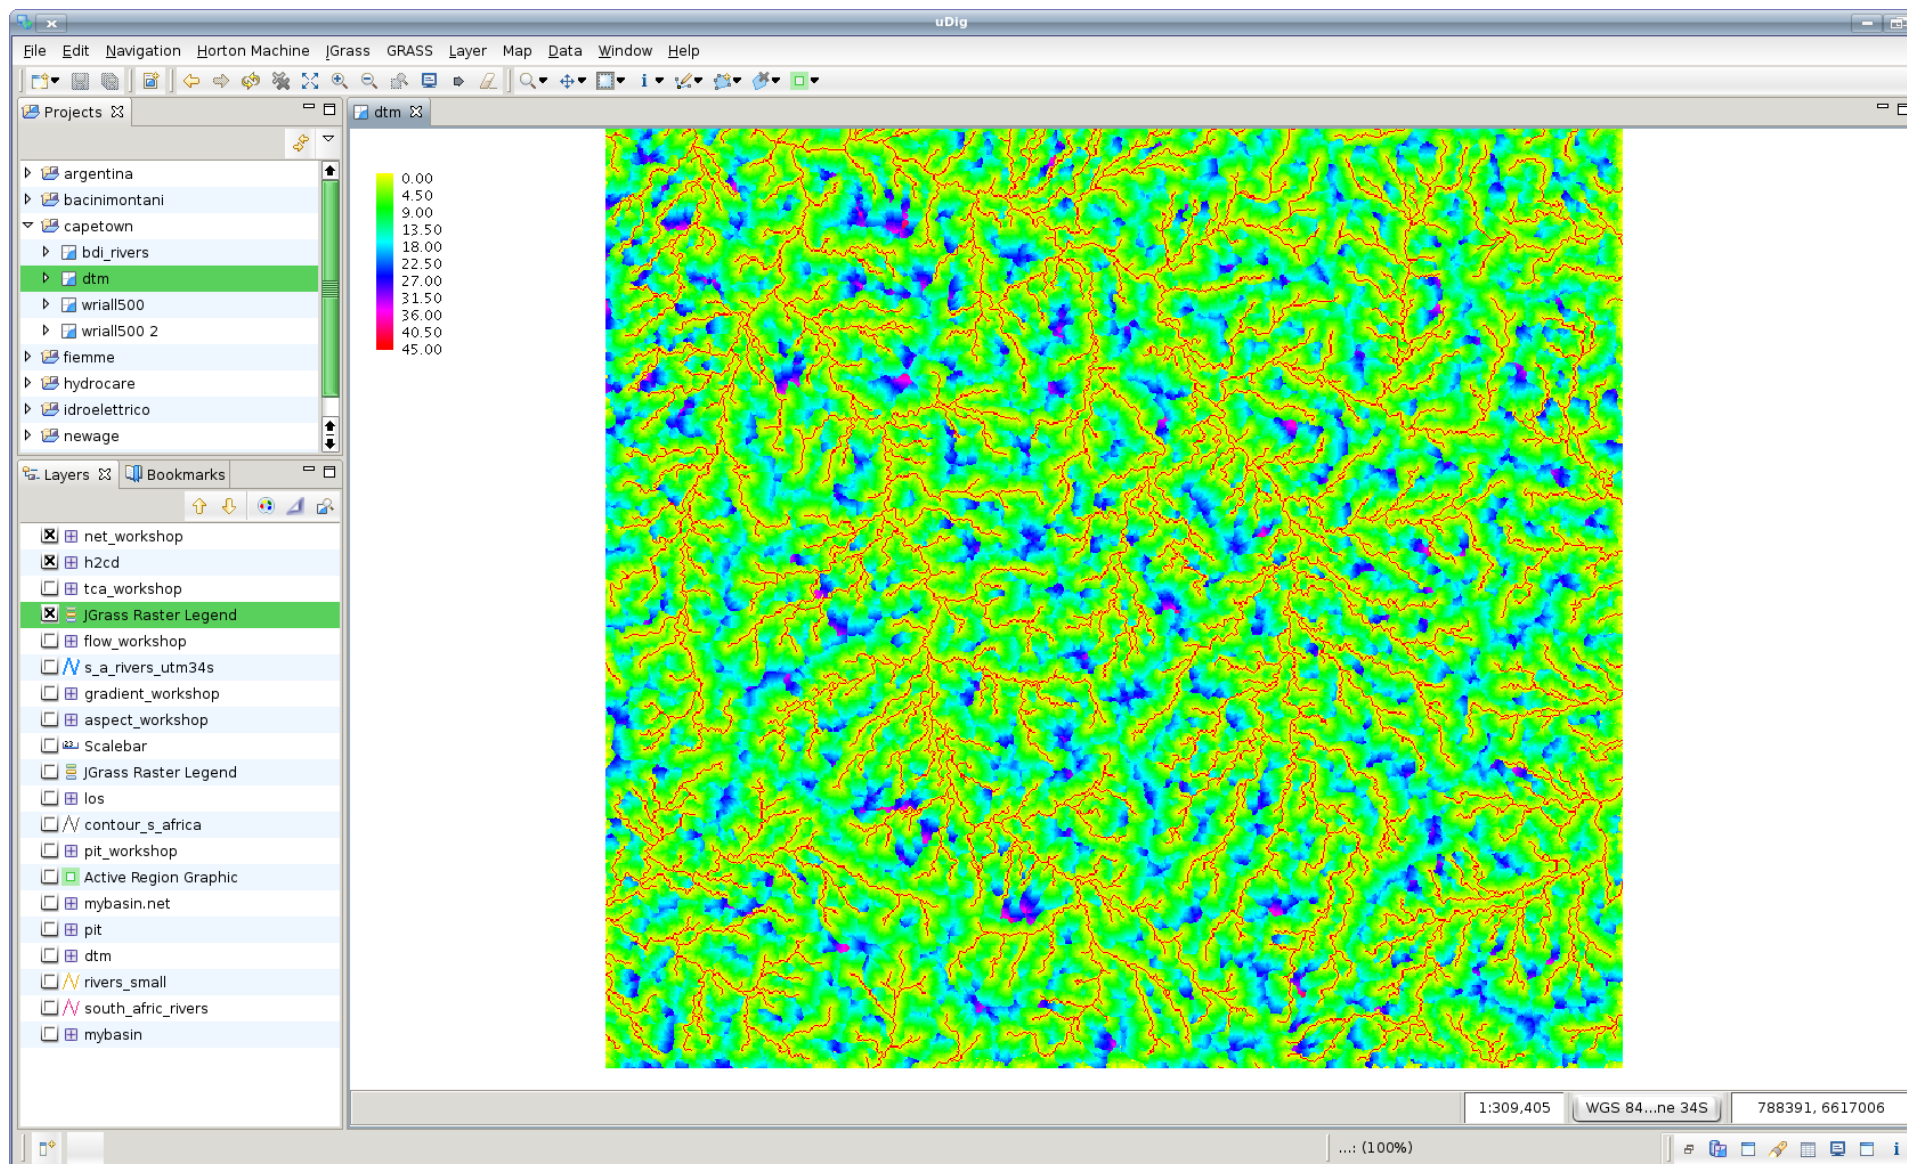 uDig
File Edit Navigation Horton Machine JGrass GRASS Layer Map Data Window Help
Projects
argentina
bacinimontani
capetown
bdi_rivers
dtm
wriall500
wriall500 2
fiemme
hydrocare
idroelettrico
newage
Layers Bookmarks
net_workshop
h2cd
tca_workshop
JGrass Raster Legend
flow_workshop
s_a_rivers_utm34s
gradient_workshop
aspect_workshop
Scalebar
JGrass Raster Legend
los
contour_s_africa
pit_workshop
Active Region Graphic
mybasin.net
pit
dtm
rivers_small
south_afric_rivers
mybasin
dtm
0.00
4.50
9.00
13.50
18.00
22.50
27.00
31.50
36.00
40.50
45.00
1:309,405 WGS 84...ne 34S 788391, 6617006
...: (100%)